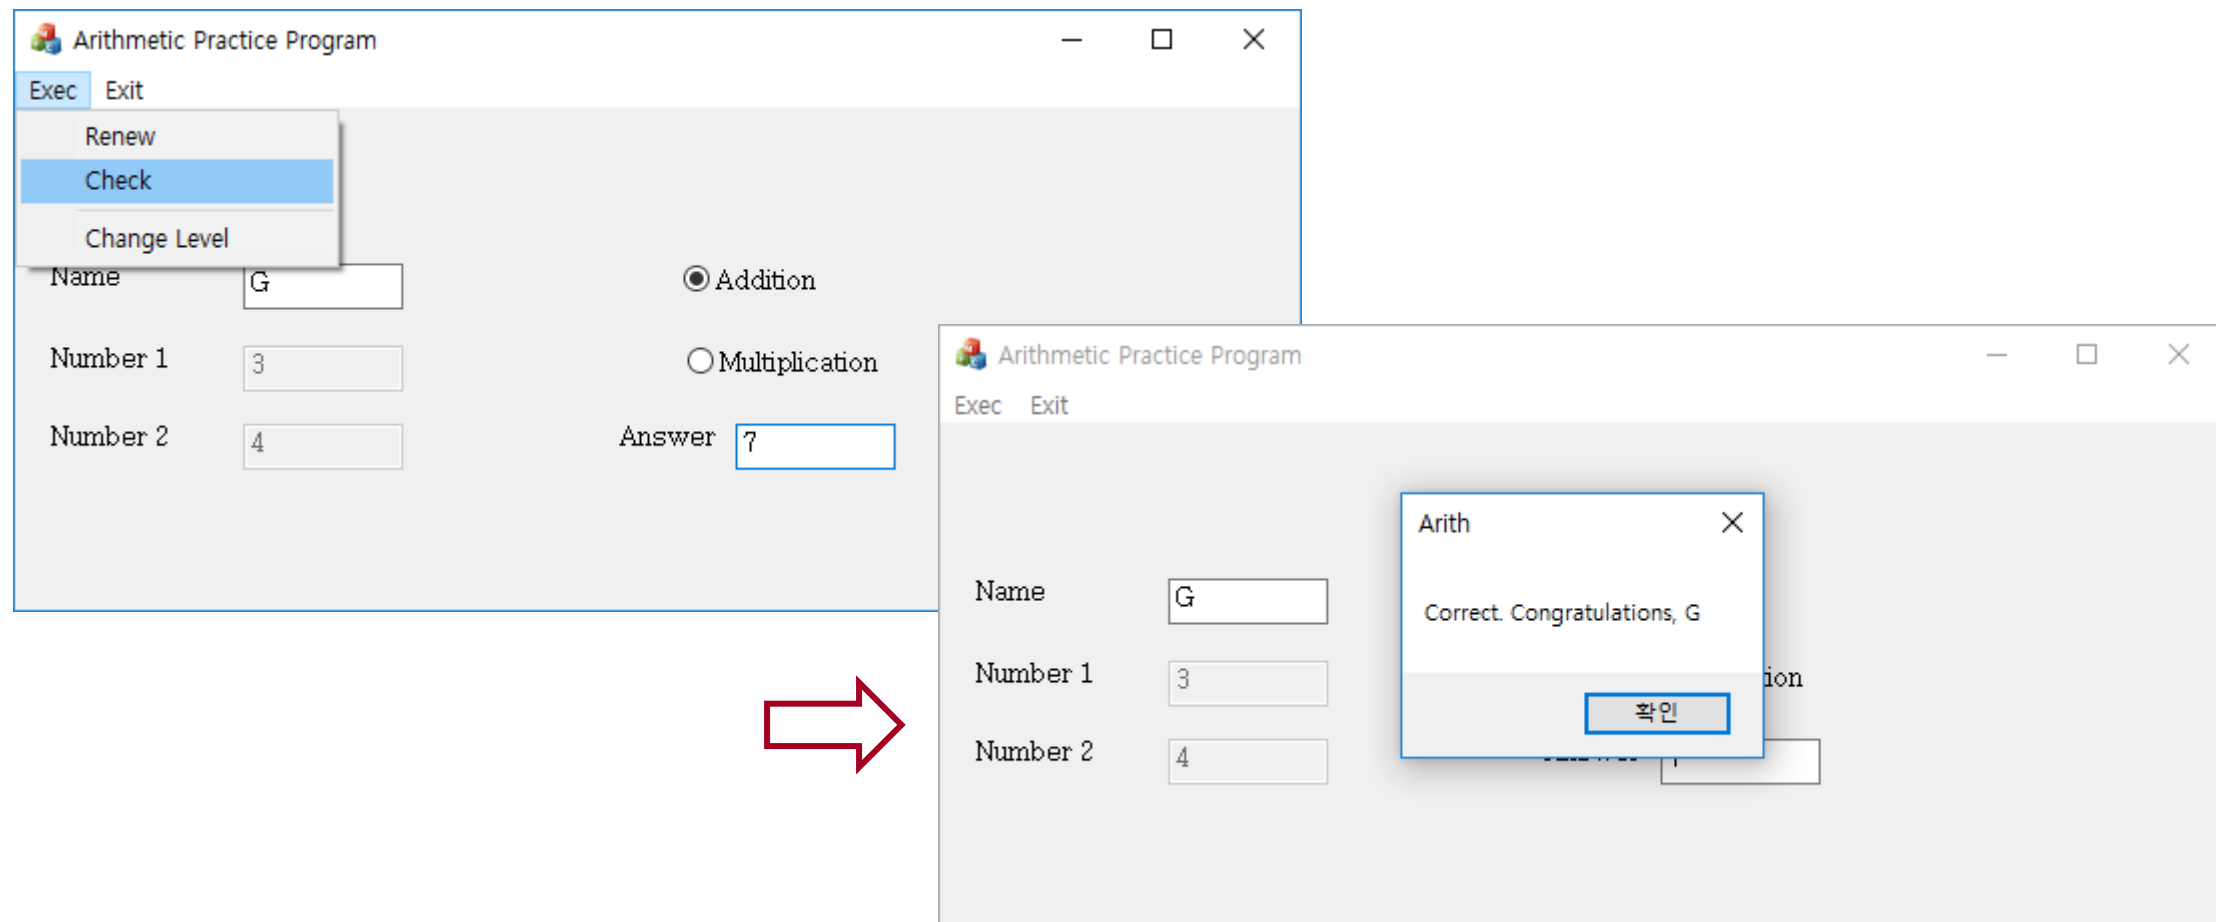 Arithmetic Practice Program
Exec Exit
Renew
Check
Change Level
Name G
Addition
Number 1 3
Multiplication
Number 2 4
Answer 7
Arithmetic Practice Program
Exec Exit
Arith
Correct. Congratulations, G
확인
Name G
Number 1 3
ion
Number 2 4